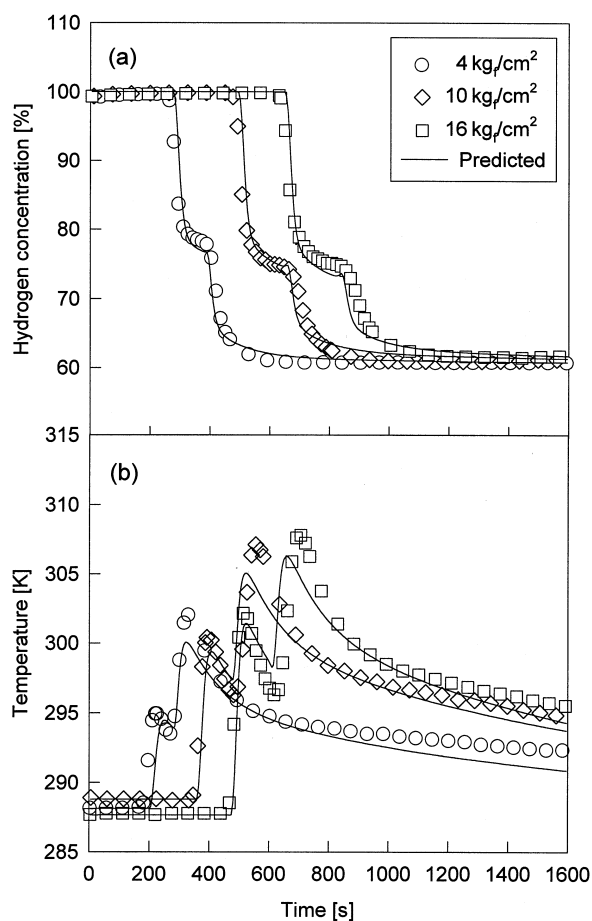 110
(a)
100
90
80
70
60
Hydrogen concentration [%]
4 kgf/cm²
10 kgf/cm²
16 kgf/cm²
Predicted
315
(b)
310
305
300
295
290
285
Temperature [K]
0 200 400 600 800 1000 1200 1400 1600
Time [s]